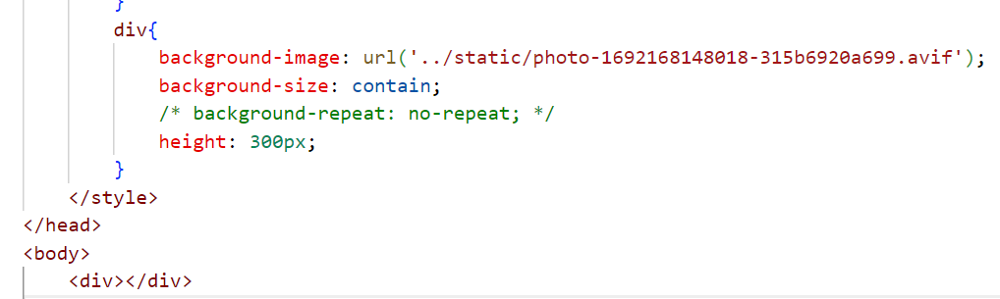 }
div{
background-image: url('../static/photo-1692168148018-315b6920a699.avif');
background-size: contain;
/* background-repeat: no-repeat; */
height: 300px;
}
</style>
</head>
<body>
<div></div>